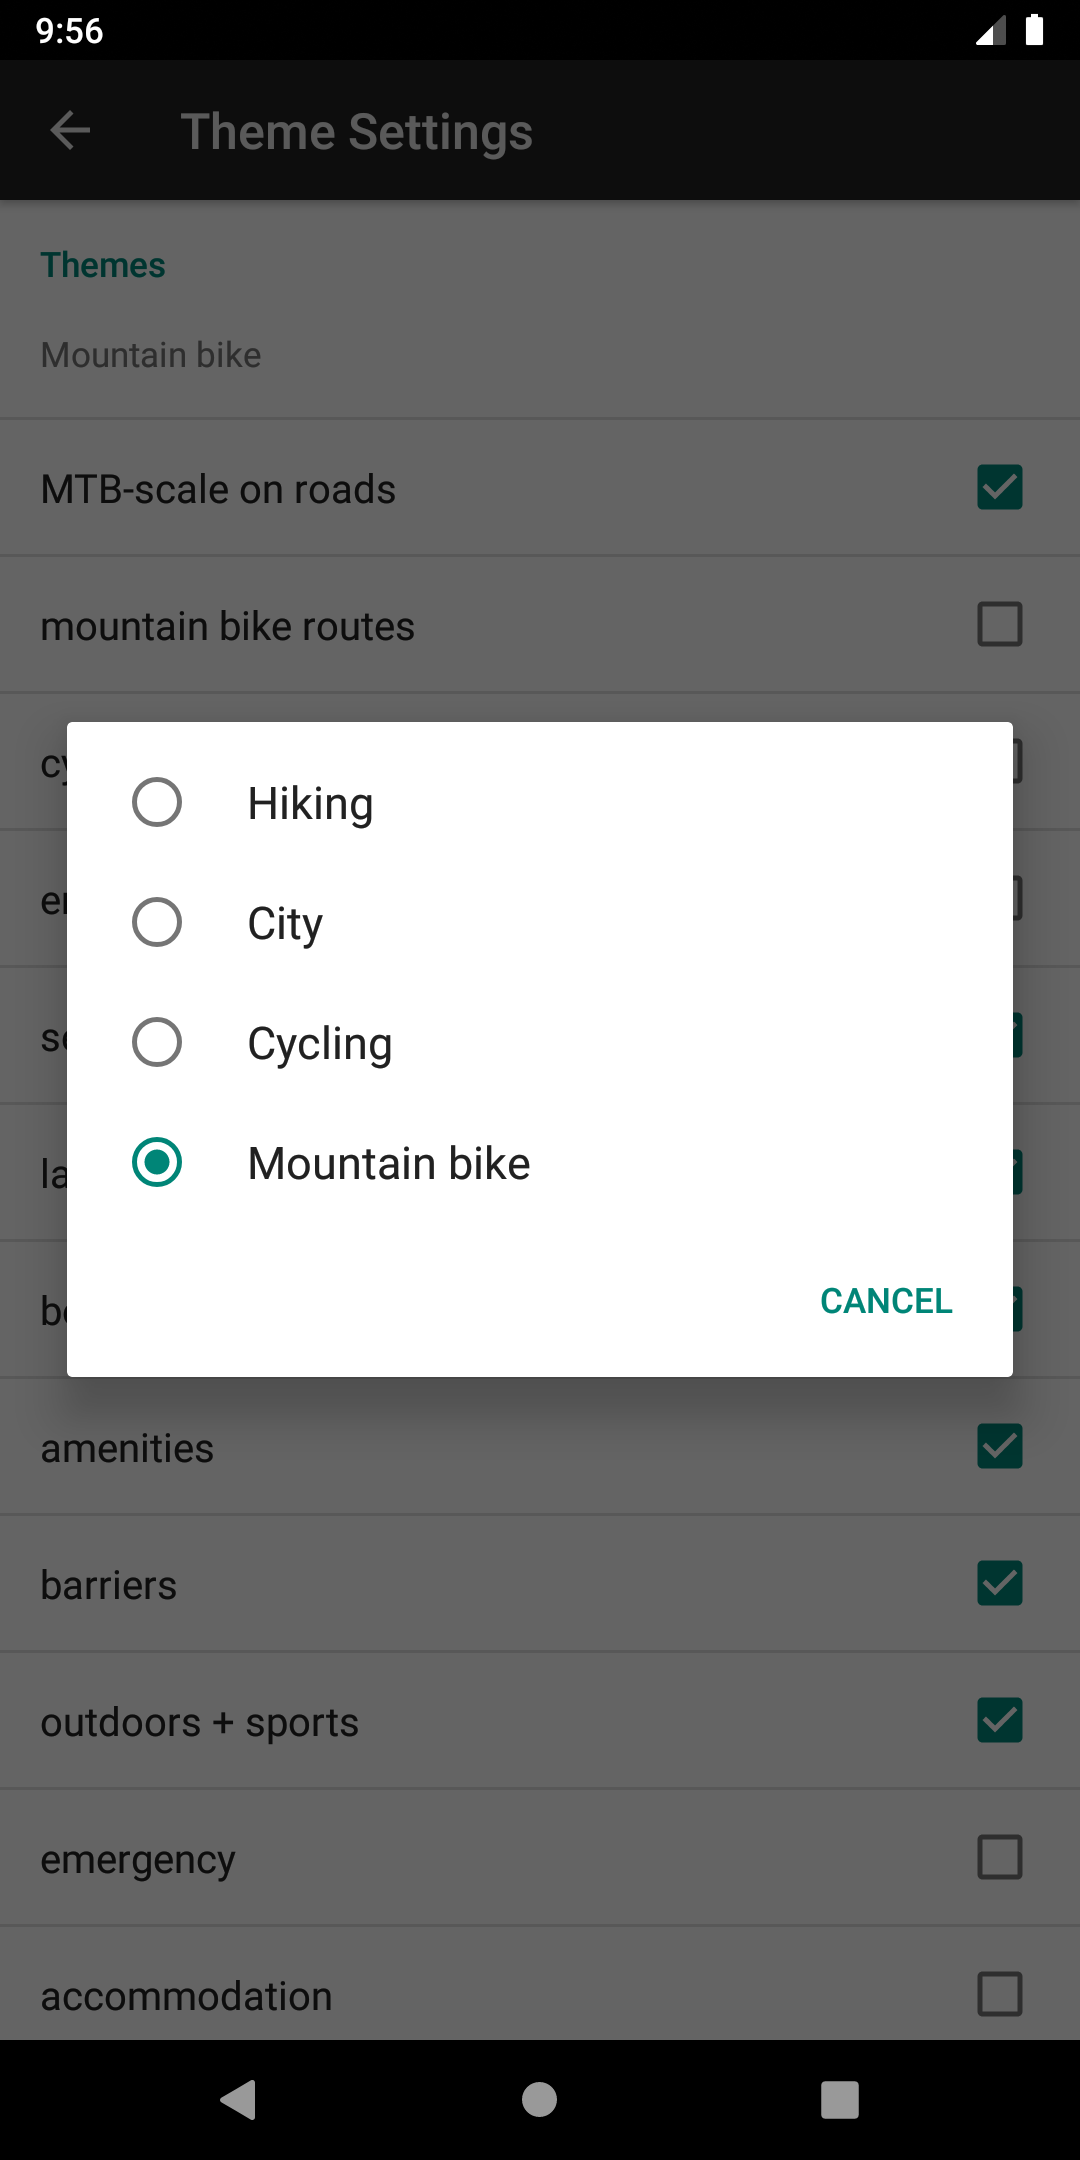 9:56
Theme Settings
Themes
Mountain bike
MTB-scale on roads
mountain bike routes
Hiking
City
Cycling
Mountain bike
CANCEL
amenities
barriers
outdoors + sports
emergency
accommodation